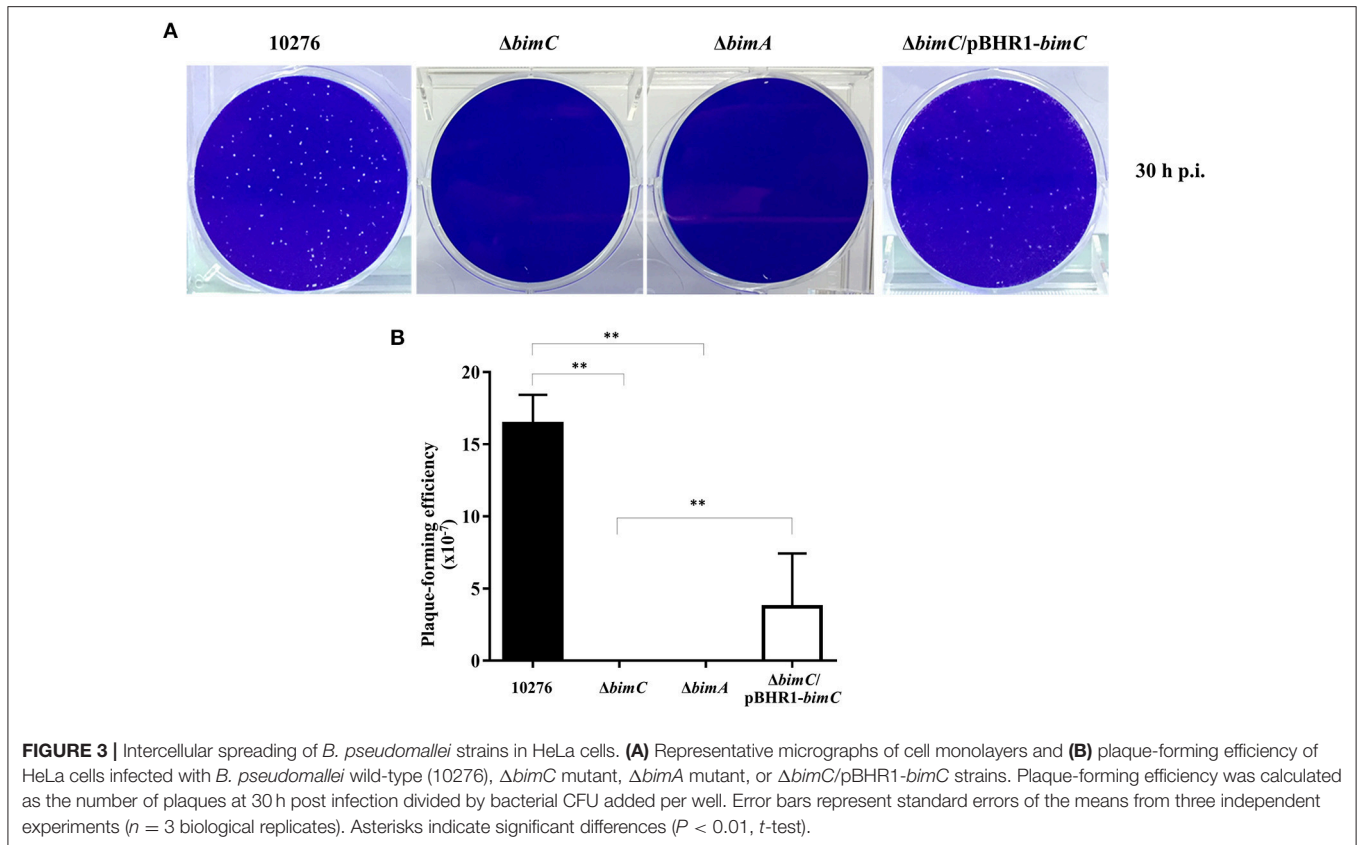 A
10276 ΔbimC ΔbimA ΔbimC/pBHR1-bimC
30 h p.i.
B
**
**
**
20
15
10
5
0
Plaque-forming efficiency
(x10⁻⁷)
10276 ΔbimC ΔbimA ΔbimC/
pBHR1-bimC
FIGURE 3 | Intercellular spreading of B. pseudomallei strains in HeLa cells. (A) Representative micrographs of cell monolayers and (B) plaque-forming efficiency of
HeLa cells infected with B. pseudomallei wild-type (10276), ΔbimC mutant, ΔbimA mutant, or ΔbimC/pBHR1-bimC strains. Plaque-forming efficiency was calculated
as the number of plaques at 30 h post infection divided by bacterial CFU added per well. Error bars represent standard errors of the means from three independent
experiments (n = 3 biological replicates). Asterisks indicate significant differences (P < 0.01, t-test).